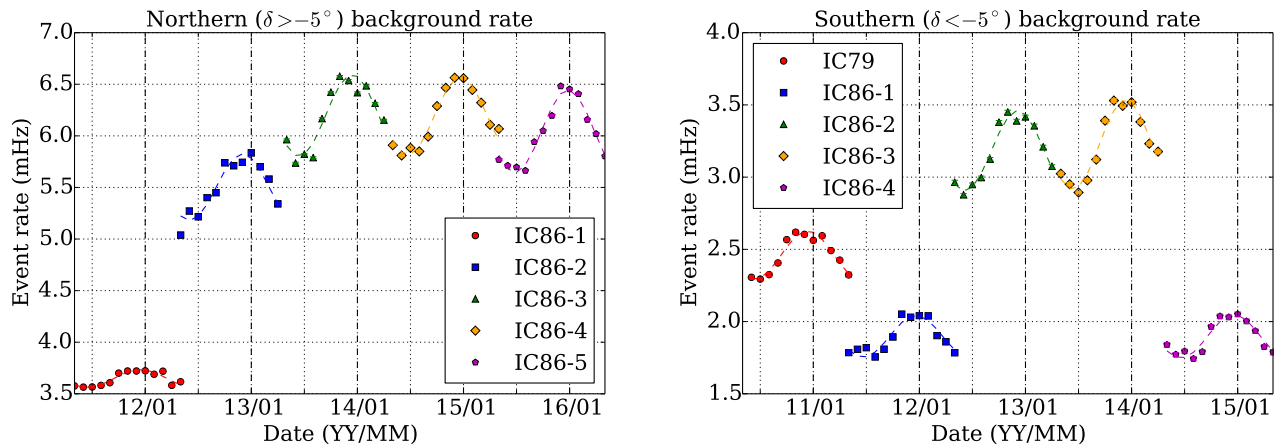 Northern (δ>−5°) background rate
Event rate (mHz)
7.0
6.5
6.0
5.5
5.0
4.5
4.0
3.5
IC86-1
IC86-2
IC86-3
IC86-4
IC86-5
12/01 13/01 14/01 15/01 16/01
Date (YY/MM)
Southern (δ<−5°) background rate
Event rate (mHz)
4.0
3.5
3.0
2.5
2.0
1.5
IC79
IC86-1
IC86-2
IC86-3
IC86-4
11/01 12/01 13/01 14/01 15/01
Date (YY/MM)